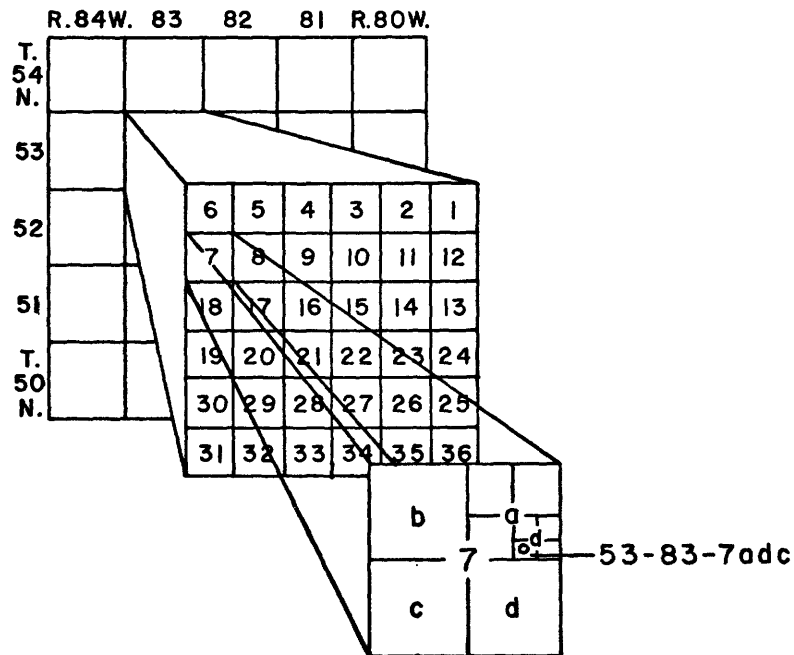 R.84W. 83 82 81 R.80W.
T.
54
N.
53
52
51
T.
50
N.
6 5 4 3 2 1
7 8 9 10 11 12
18 17 16 15 14 13
19 20 21 22 23 24
30 29 28 27 26 25
31 32 33 34 35 36
b a
d
7 53-83-7adc
c d